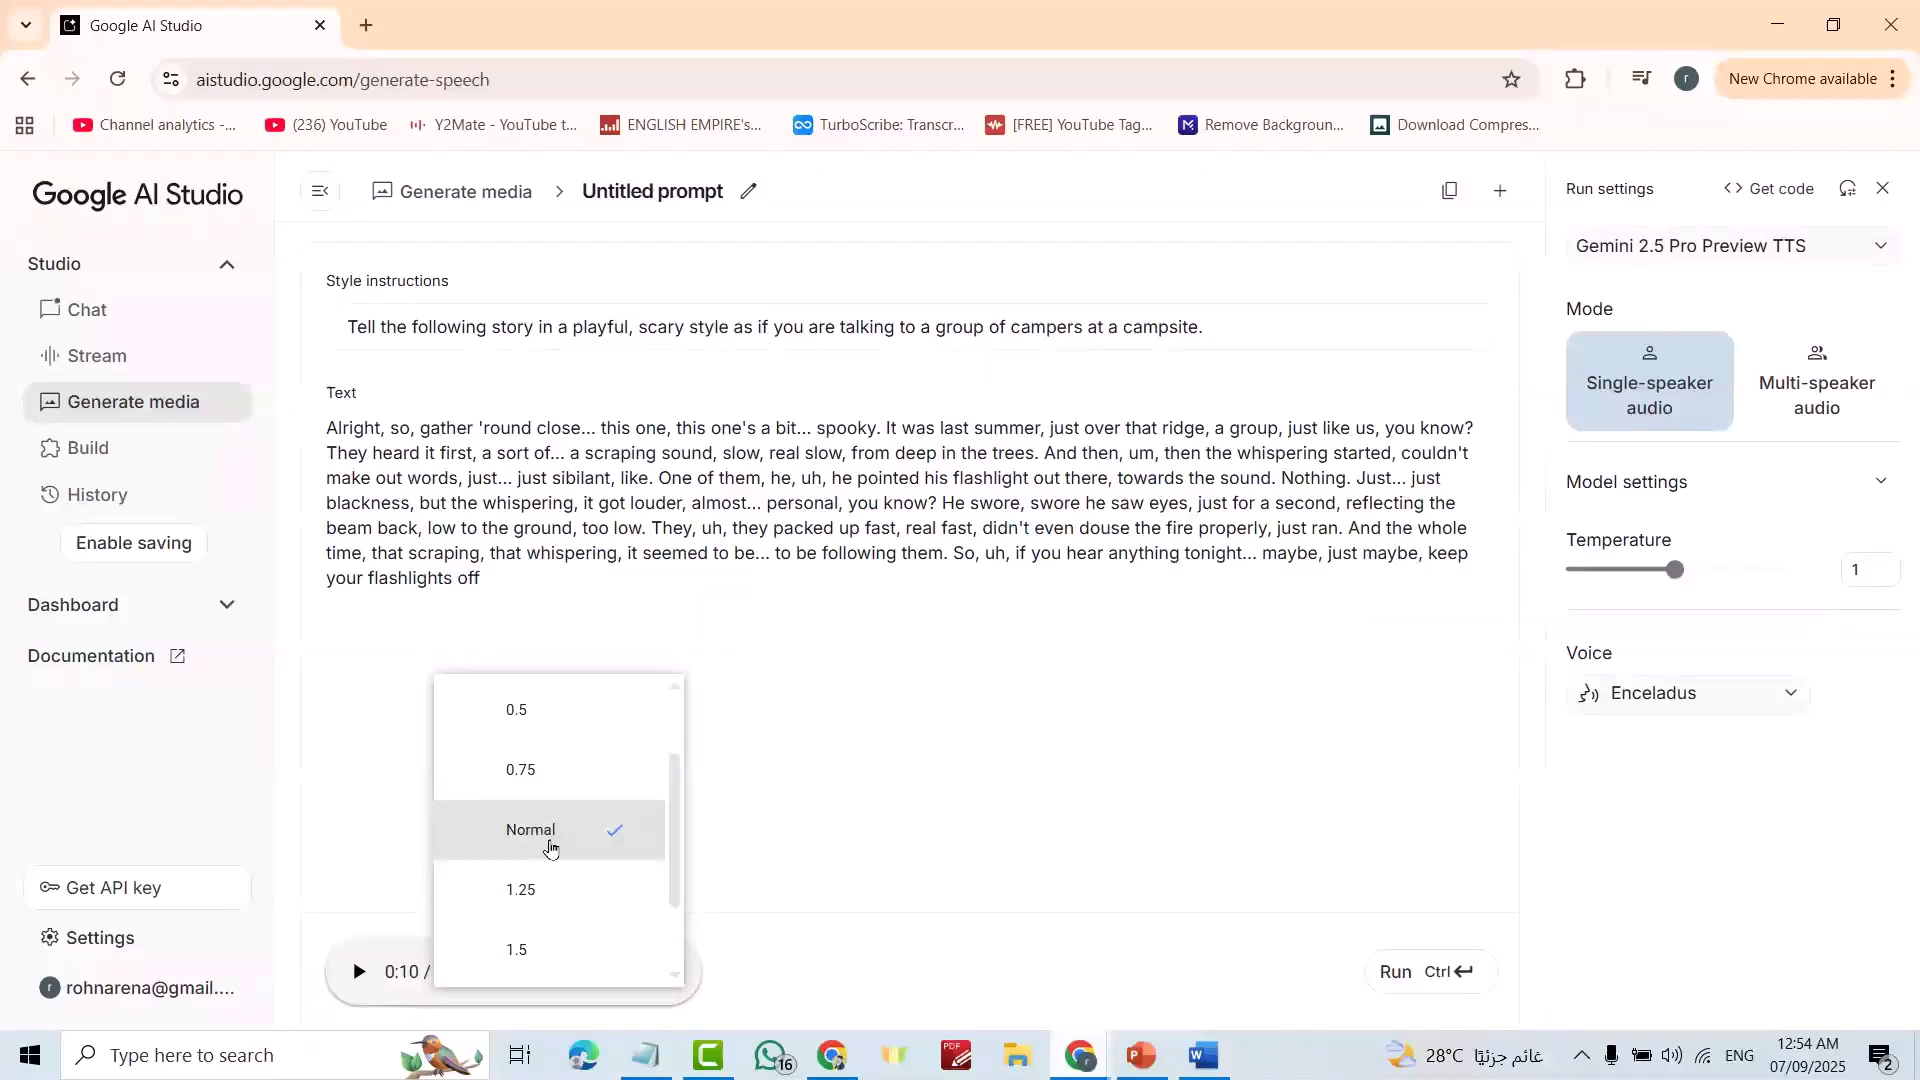 Google AI Studio
aistudio.google.com/generate-speech
New Chrome available
Channel analytics -...
(236) YouTube
Y2Mate - YouTube t...
ENGLISH EMPIRE's...
TurboScribe: Transcr...
[FREE] YouTube Tag...
Remove Backgroun...
Download Compres...
Google AI Studio
Studio
Chat
Stream
Generate media
Build
History
Enable saving
Dashboard
Documentation
Get API key
Settings
r rohnarena@gmail....
Generate media > Untitled prompt
Style instructions
Tell the following story in a playful, scary style as if you are talking to a group of campers at a campsite.
Text
Alright, so, gather 'round close... this one, this one's a bit... spooky. It was last summer, just over that ridge, a group, just like us, you know?
They heard it first, a sort of... a scraping sound, slow, real slow, from deep in the trees. And then, um, then the whispering started, couldn't
make out words, just... just sibilant, like. One of them, he, uh, he pointed his flashlight out there, towards the sound. Nothing. Just... just
blackness, but the whispering, it got louder, almost... personal, you know? He swore, swore he saw eyes, just for a second, reflecting the
beam back, low to the ground, too low. They, uh, they packed up fast, real fast, didn't even douse the fire properly, just ran. And the whole
time, that scraping, that whispering, it seemed to be... to be following them. So, uh, if you hear anything tonight... maybe, just maybe, keep
your flashlights off
0.5
0.75
Normal
1.25
1.5
0:10 /
Run Ctrl
Run settings
<> Get code
Gemini 2.5 Pro Preview TTS
Mode
Single-speaker
audio
Multi-speaker
audio
Model settings
Temperature
1
Voice
Enceladus
Type here to search
16
PDF
28°C غائم جزئيًا
ENG
12:54 AM
07/09/2025
2